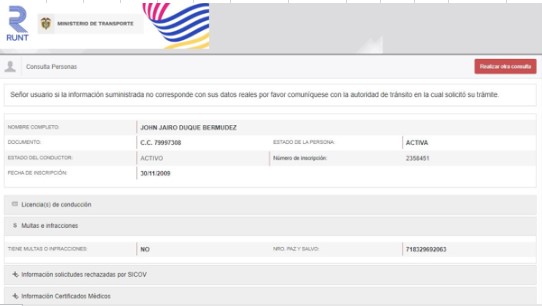 RUNT
MINISTERIO DE TRANSPORTE
Consulta Personas
Realizar otra consulta
Señor usuario si la información suministrada no corresponde con sus datos reales por favor comuníquese con la autoridad de tránsito en la cual solicitó su trámite.
NOMBRE COMPLETO: JOHN JAIRO DUQUE BERMUDEZ
DOCUMENTO: C.C. 79997308 ESTADO DE LA PERSONA: ACTIVA
ESTADO DEL CONDUCTOR: ACTIVO Número de inscripción: 2358451
FECHA DE INSCRIPCIÓN: 30/11/2009
Licencia(s) de conducción
Multas e infracciones
TIENE MULTAS O INFRACCIONES: NO NRO. PAZ Y SALVO: 718329692063
Información solicitudes rechazadas por SICOV
Información Certificados Médicos